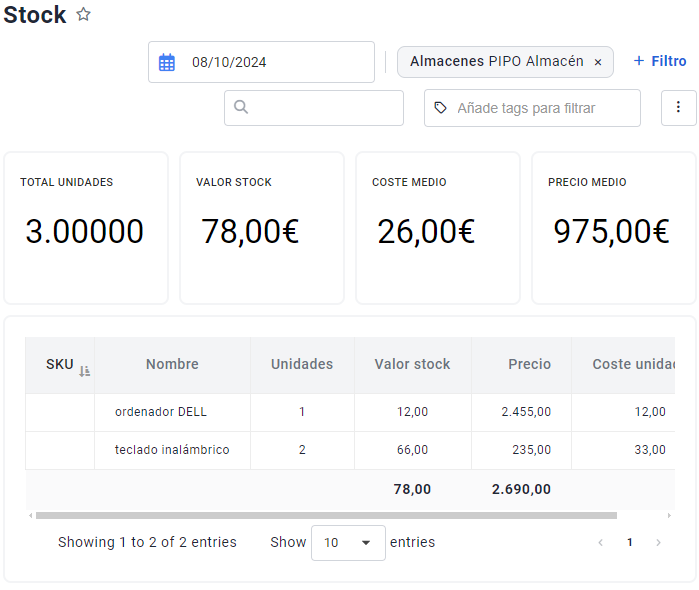 Stock
08/10/2024
Almacenes PIPO Almacén ×
+ Filtro
Añade tags para filtrar
TOTAL UNIDADES
3.00000
VALOR STOCK
78,00€
COSTE MEDIO
26,00€
PRECIO MEDIO
975,00€
SKU Nombre Unidades Valor stock Precio Coste unidad
ordenador DELL 1 12,00 2.455,00 12,00
teclado inalámbrico 2 66,00 235,00 33,00
78,00 2.690,00
Showing 1 to 2 of 2 entries Show 10 entries ‹ 1 ›